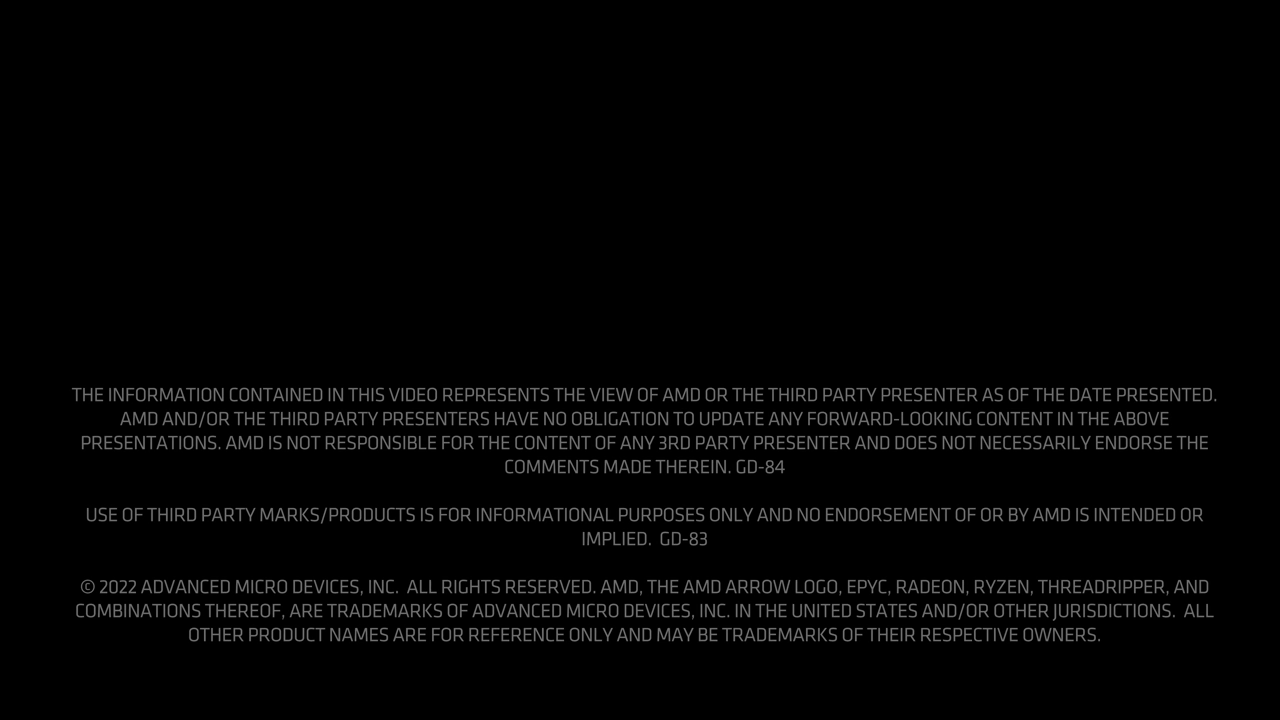 THE INFORMATION CONTAINED IN THIS VIDEO REPRESENTS THE VIEW OF AMD OR THE THIRD PARTY PRESENTER AS OF THE DATE PRESENTED.
AMD AND/OR THE THIRD PARTY PRESENTERS HAVE NO OBLIGATION TO UPDATE ANY FORWARD-LOOKING CONTENT IN THE ABOVE
PRESENTATIONS. AMD IS NOT RESPONSIBLE FOR THE CONTENT OF ANY 3RD PARTY PRESENTER AND DOES NOT NECESSARILY ENDORSE THE
COMMENTS MADE THEREIN. GD-84
USE OF THIRD PARTY MARKS/PRODUCTS IS FOR INFORMATIONAL PURPOSES ONLY AND NO ENDORSEMENT OF OR BY AMD IS INTENDED OR
IMPLIED.  GD-83
© 2022 ADVANCED MICRO DEVICES, INC.  ALL RIGHTS RESERVED. AMD, THE AMD ARROW LOGO, EPYC, RADEON, RYZEN, THREADRIPPER, AND
COMBINATIONS THEREOF, ARE TRADEMARKS OF ADVANCED MICRO DEVICES, INC. IN THE UNITED STATES AND/OR OTHER JURISDICTIONS.  ALL
OTHER PRODUCT NAMES ARE FOR REFERENCE ONLY AND MAY BE TRADEMARKS OF THEIR RESPECTIVE OWNERS.